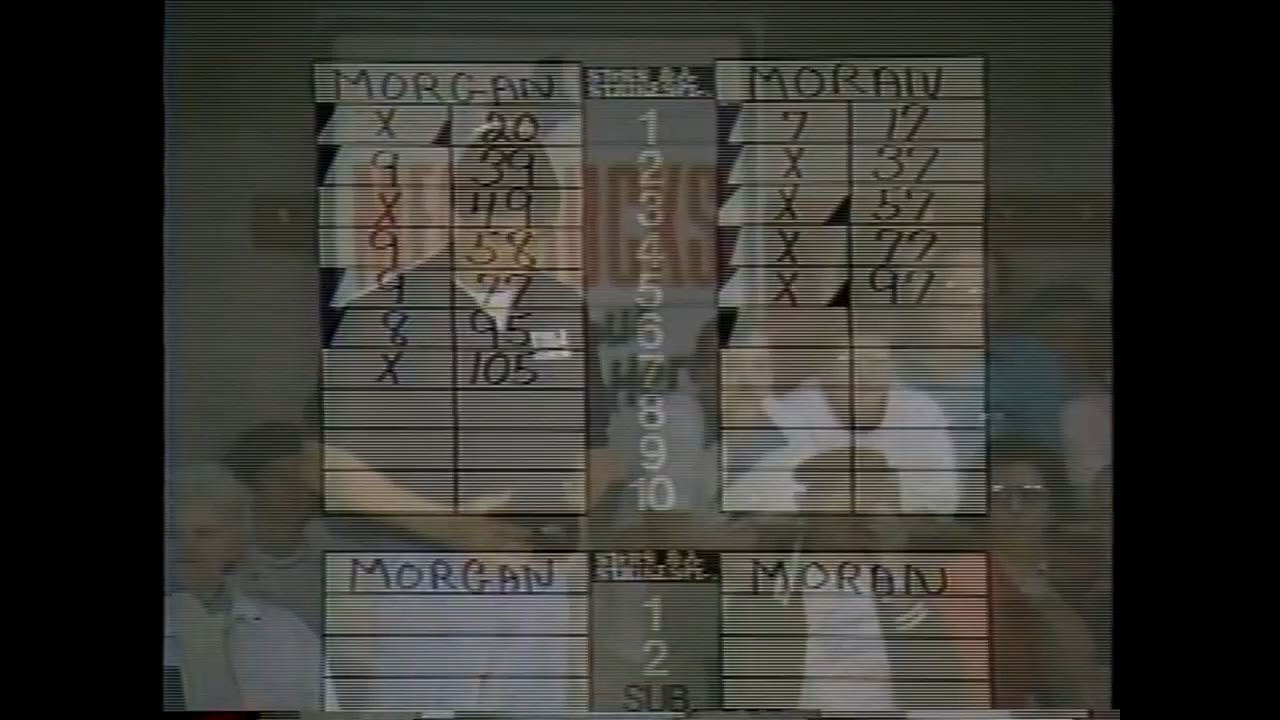 MORGAN MORAN
X 20 1 7 17
9 39 2 X 37
X 49 3 X 57
9 58 4 X 77
9 77 5 X 97
8 95 6
X 105 7
8
9
10
MORGAN MORAN
1
2
SUB.